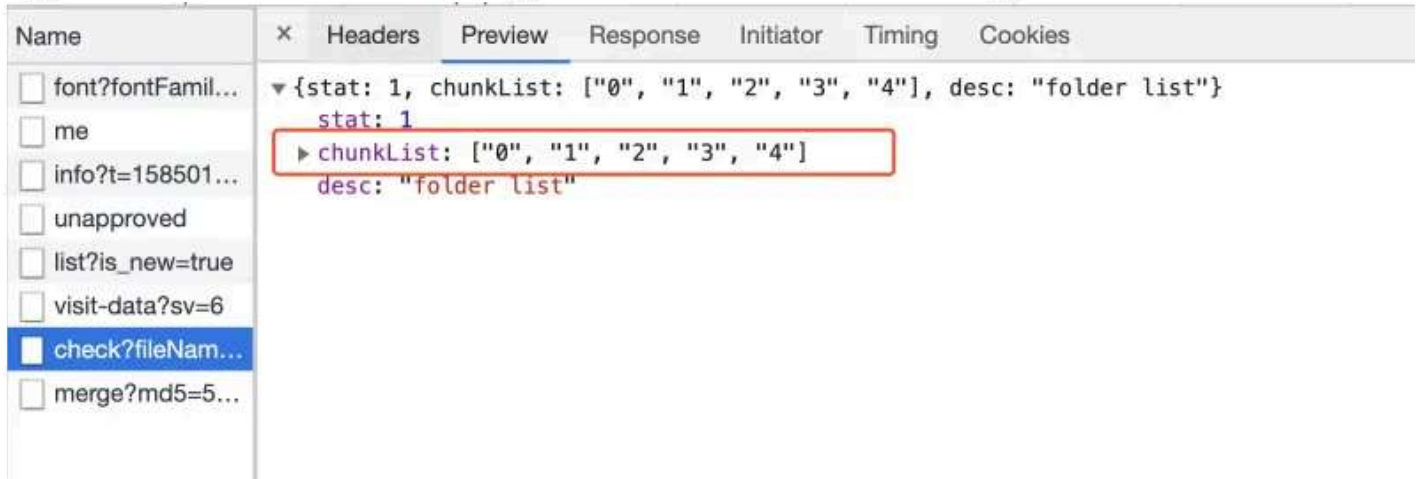 Name
× Headers Preview Response Initiator Timing Cookies
font?fontFamil...
me
info?t=158501...
unapproved
list?is_new=true
visit-data?sv=6
check?fileNam...
merge?md5=5...
▼{stat: 1, chunkList: ["0", "1", "2", "3", "4"], desc: "folder list"}
stat: 1
▶ chunkList: ["0", "1", "2", "3", "4"]
desc: "folder list"